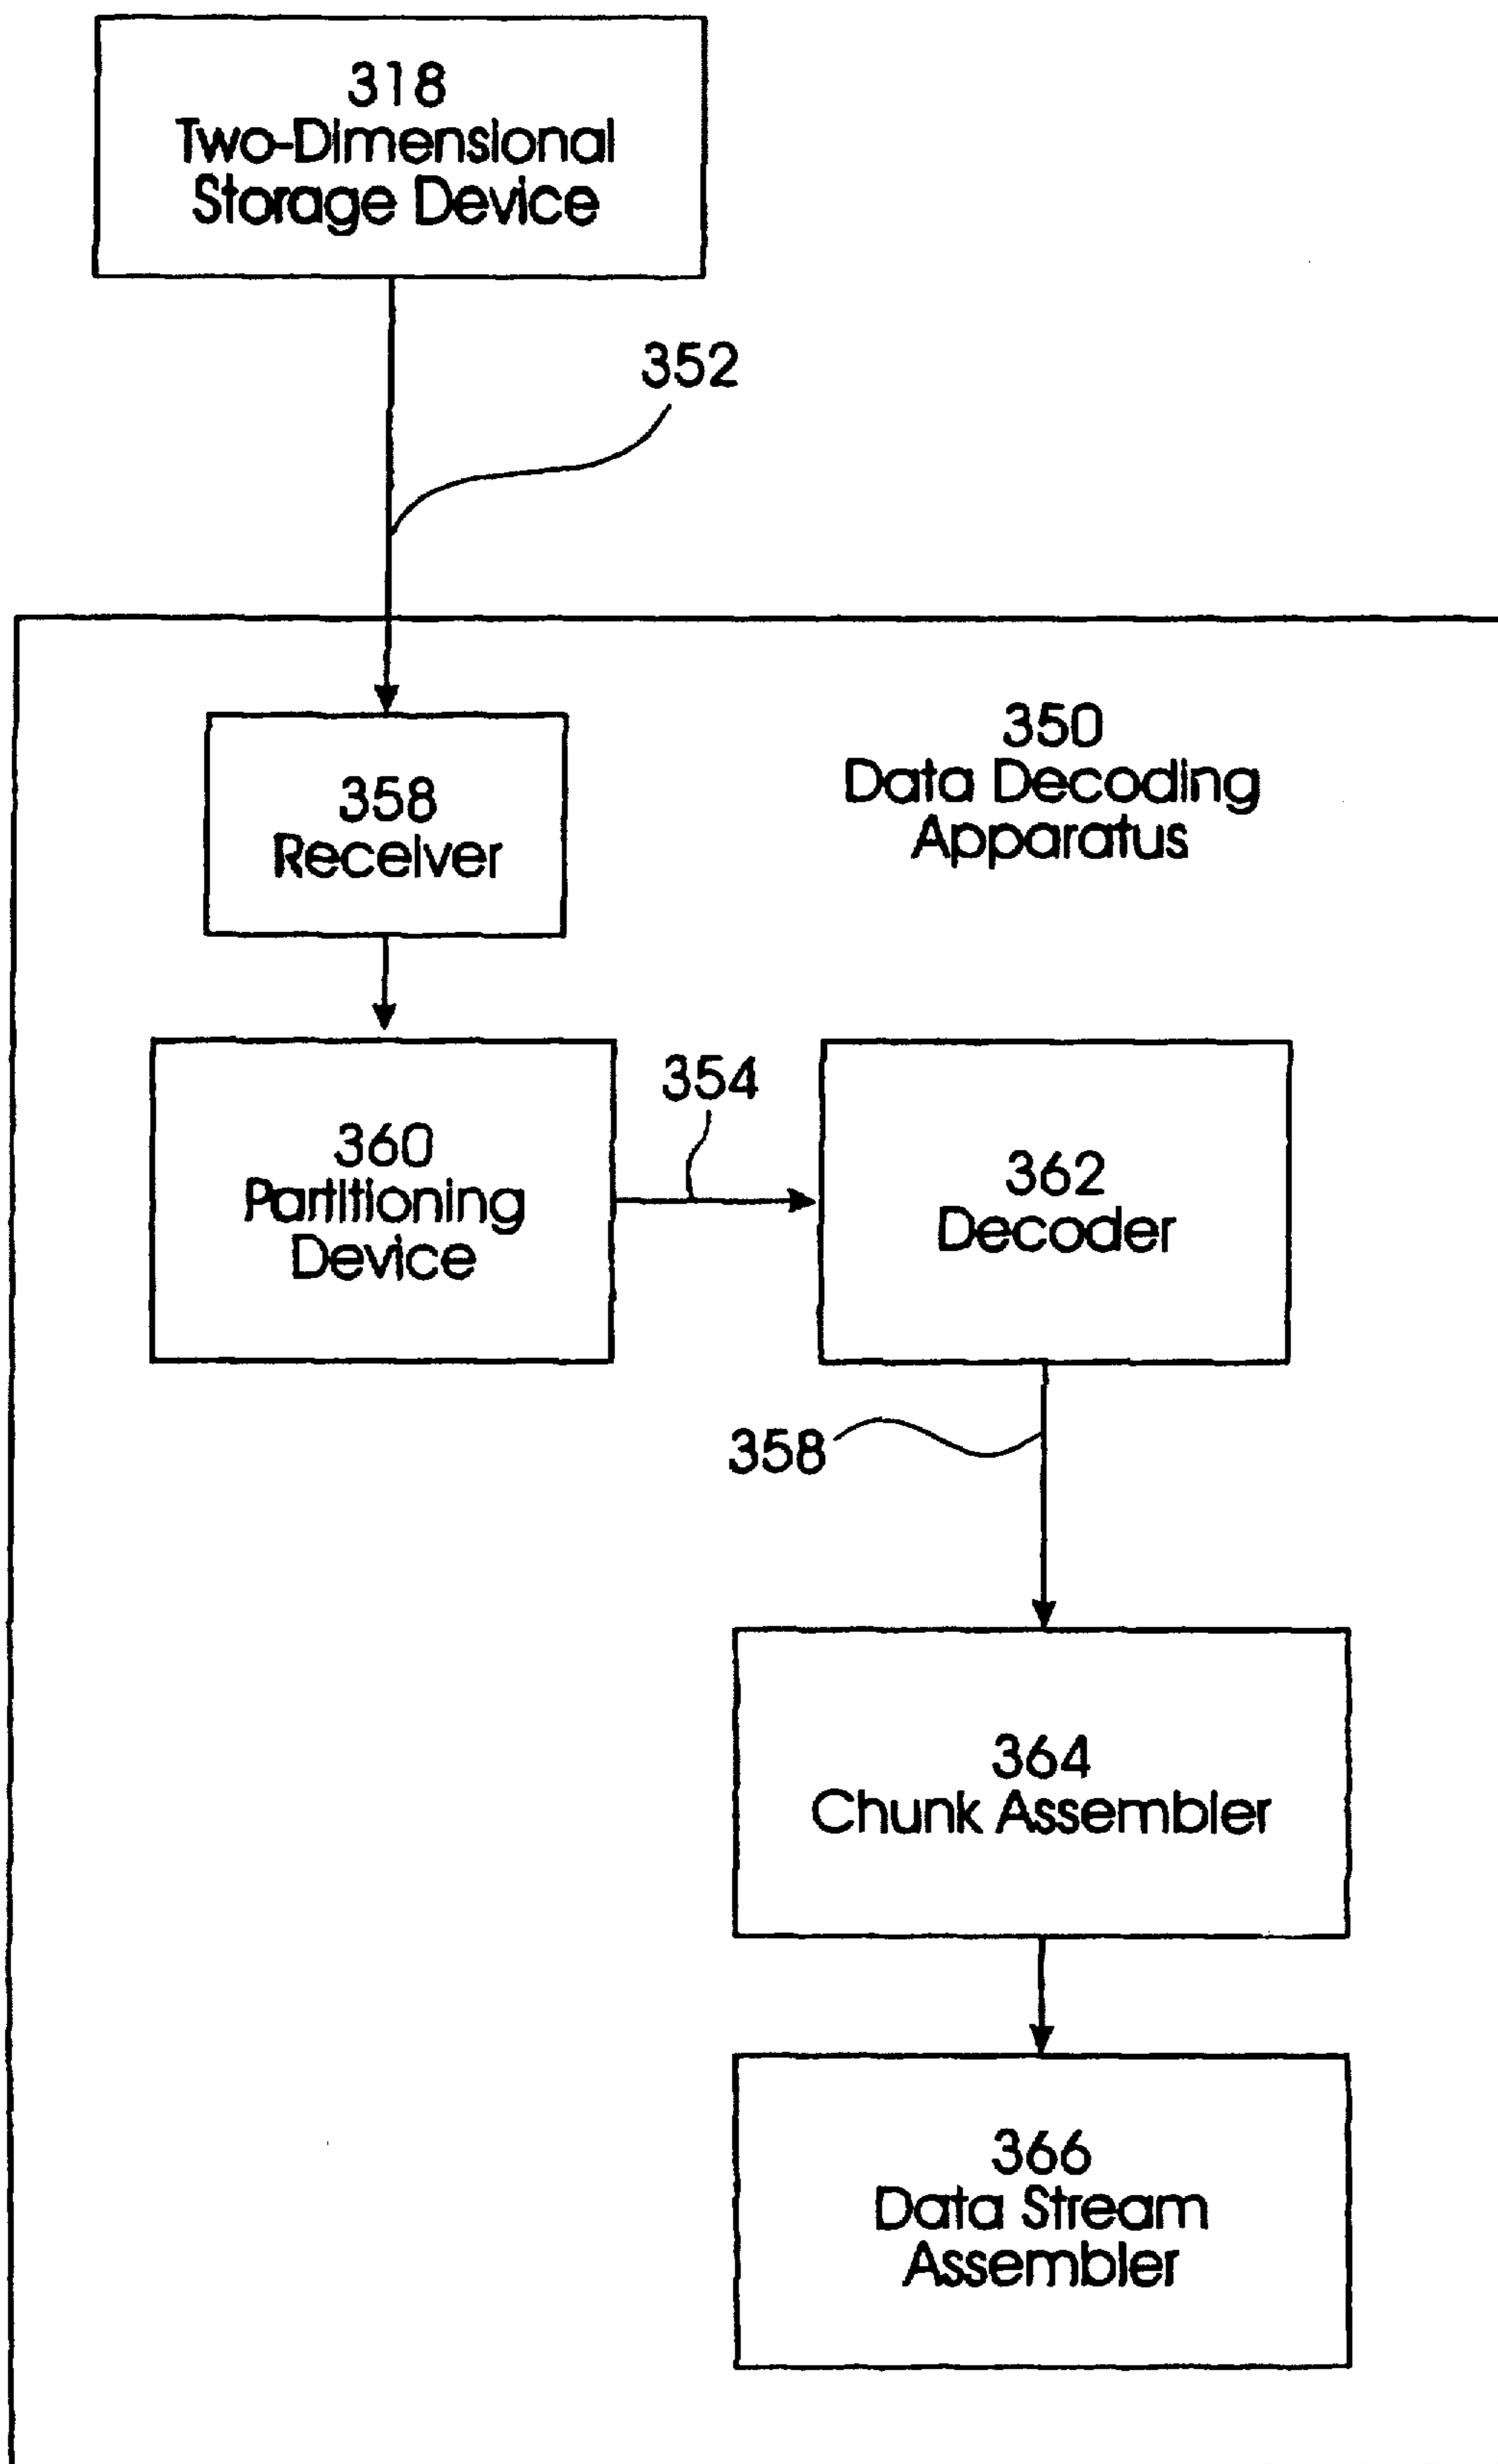 318
Two-Dimensional
Storage Device
352
350
Data Decoding
Apparatus
358
Receiver
354
360
Partitioning
Device
362
Decoder
358
364
Chunk Assembler
366
Data Stream
Assembler